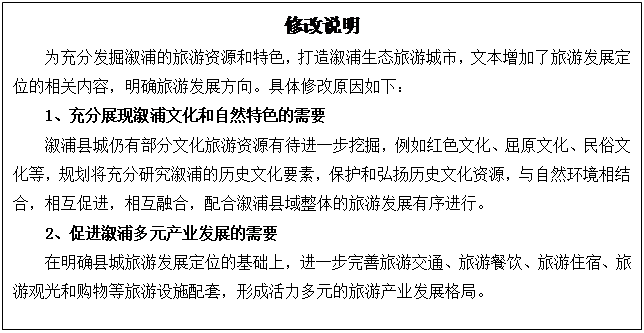 修改说明
为充分发掘溆浦的旅游资源和特色，打造溆浦生态旅游城市，文本增加了旅游发展定
位的相关内容，明确旅游发展方向。具体修改原因如下：
1、充分展现溆浦文化和自然特色的需要
溆浦县城仍有部分文化旅游资源有待进一步挖掘，例如红色文化、屈原文化、民俗文
化等，规划将充分研究溆浦的历史文化要素，保护和弘扬历史文化资源，与自然环境相结
合，相互促进，相互融合，配合溆浦县域整体的旅游发展有序进行。
2、促进溆浦多元产业发展的需要
在明确县城旅游发展定位的基础上，进一步完善旅游交通、旅游餐饮、旅游住宿、旅
游观光和购物等旅游设施配套，形成活力多元的旅游产业发展格局。